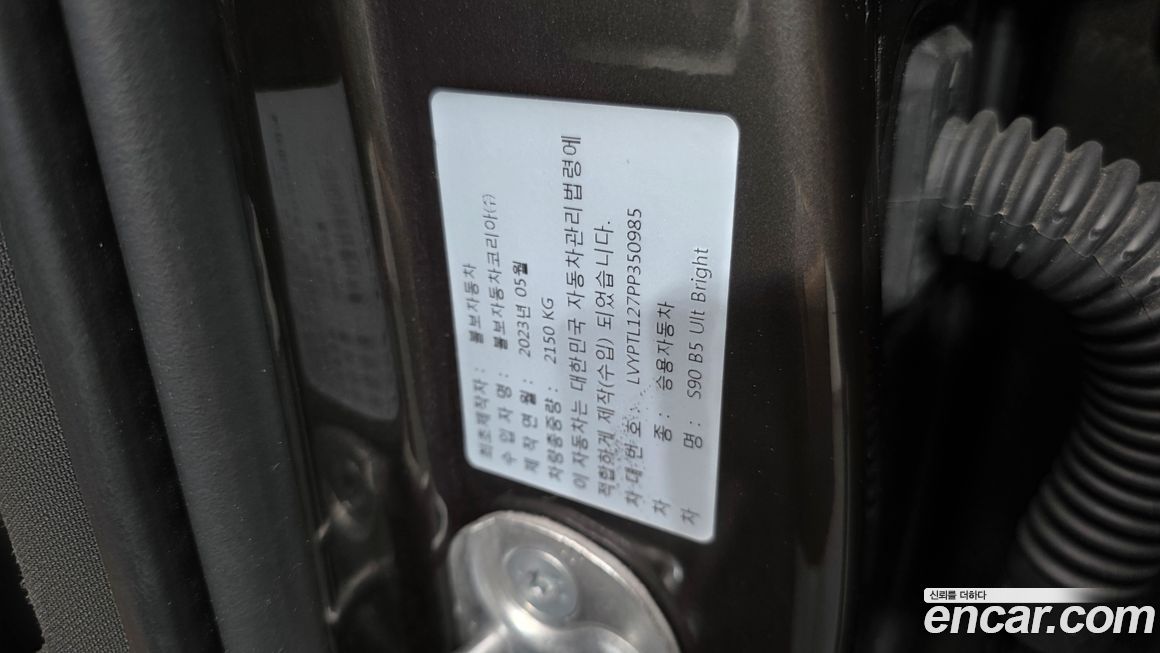 최초제작자 : 볼보자동차
수 입 자 명 : 볼보자동차코리아(주)
제 작 연 월 : 2023년 05월
차량총중량 : 2150 KG
이 자동차는 대한민국 자동차관리법령에
적합하게 제작(수입) 되었습니다.
차 대 번 호 : LVYPTL127PP350985
차 종 : 승용자동차
차 명 : S90 B5 Ult Bright
신뢰를 더하다
encar.com